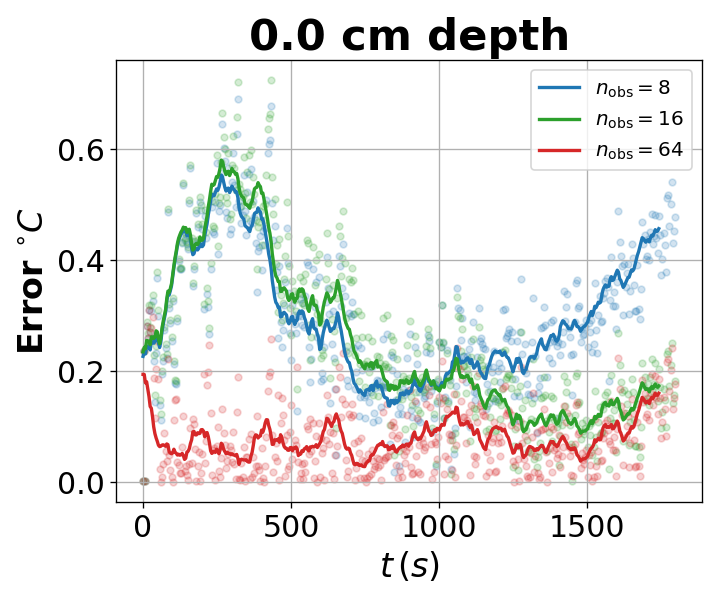 0.0 cm depth
n_obs = 8
n_obs = 16
n_obs = 64
Error °C
0.6
0.4
0.2
0.0
0 500 1000 1500
t (s)